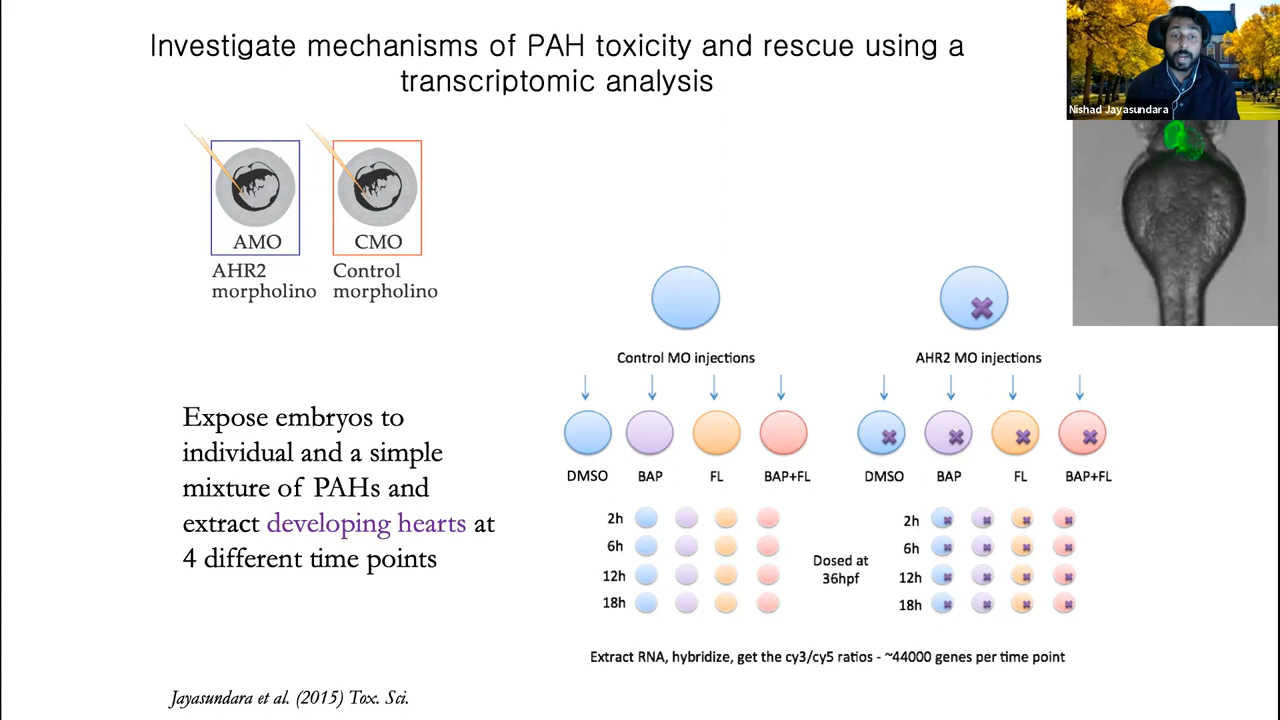 Investigate mechanisms of PAH toxicity and rescue using a
transcriptomic analysis
Nishad Jayasundara
AMO
CMO
AHR2
morpholino
Control
morpholino
Control MO injections
AHR2 MO injections
DMSO BAP FL BAP+FL
DMSO BAP FL BAP+FL
Expose embryos to
individual and a simple
mixture of PAHs and
extract developing hearts at
4 different time points
2h
6h
12h
18h
Dosed at
36hpf
2h
6h
12h
18h
Extract RNA, hybridize, get the cy3/cy5 ratios - ~44000 genes per time point
Jayasundara et al. (2015) Tox. Sci.